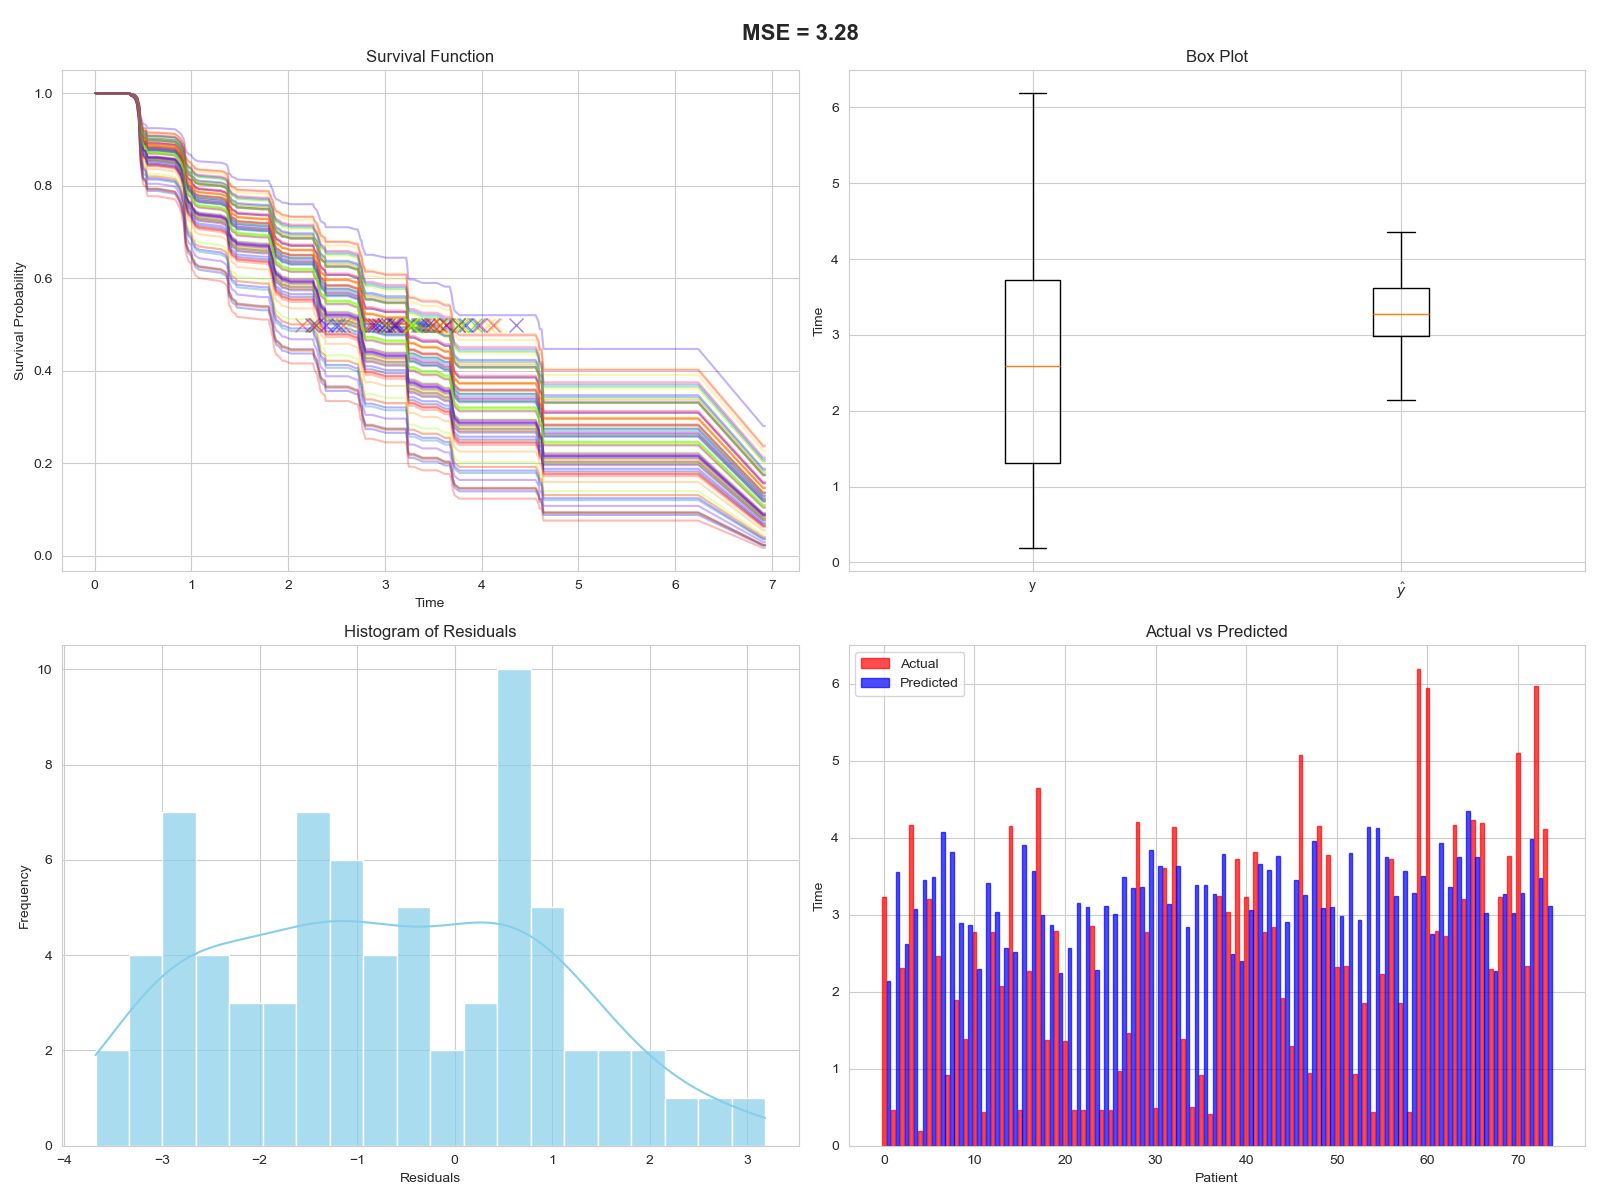 MSE = 3.28
Survival Function
1.0
0.8
0.6
0.4
0.2
0.0
Survival Probability
0 1 2 3 4 5 6 7
Time
Box Plot
6
5
4
3
2
1
0
Time
y ŷ
Histogram of Residuals
10
8
6
4
2
0
Frequency
−4 −3 −2 −1 0 1 2 3
Residuals
Actual vs Predicted
Actual
Predicted
6
5
4
3
2
1
0
Time
0 10 20 30 40 50 60 70
Patient